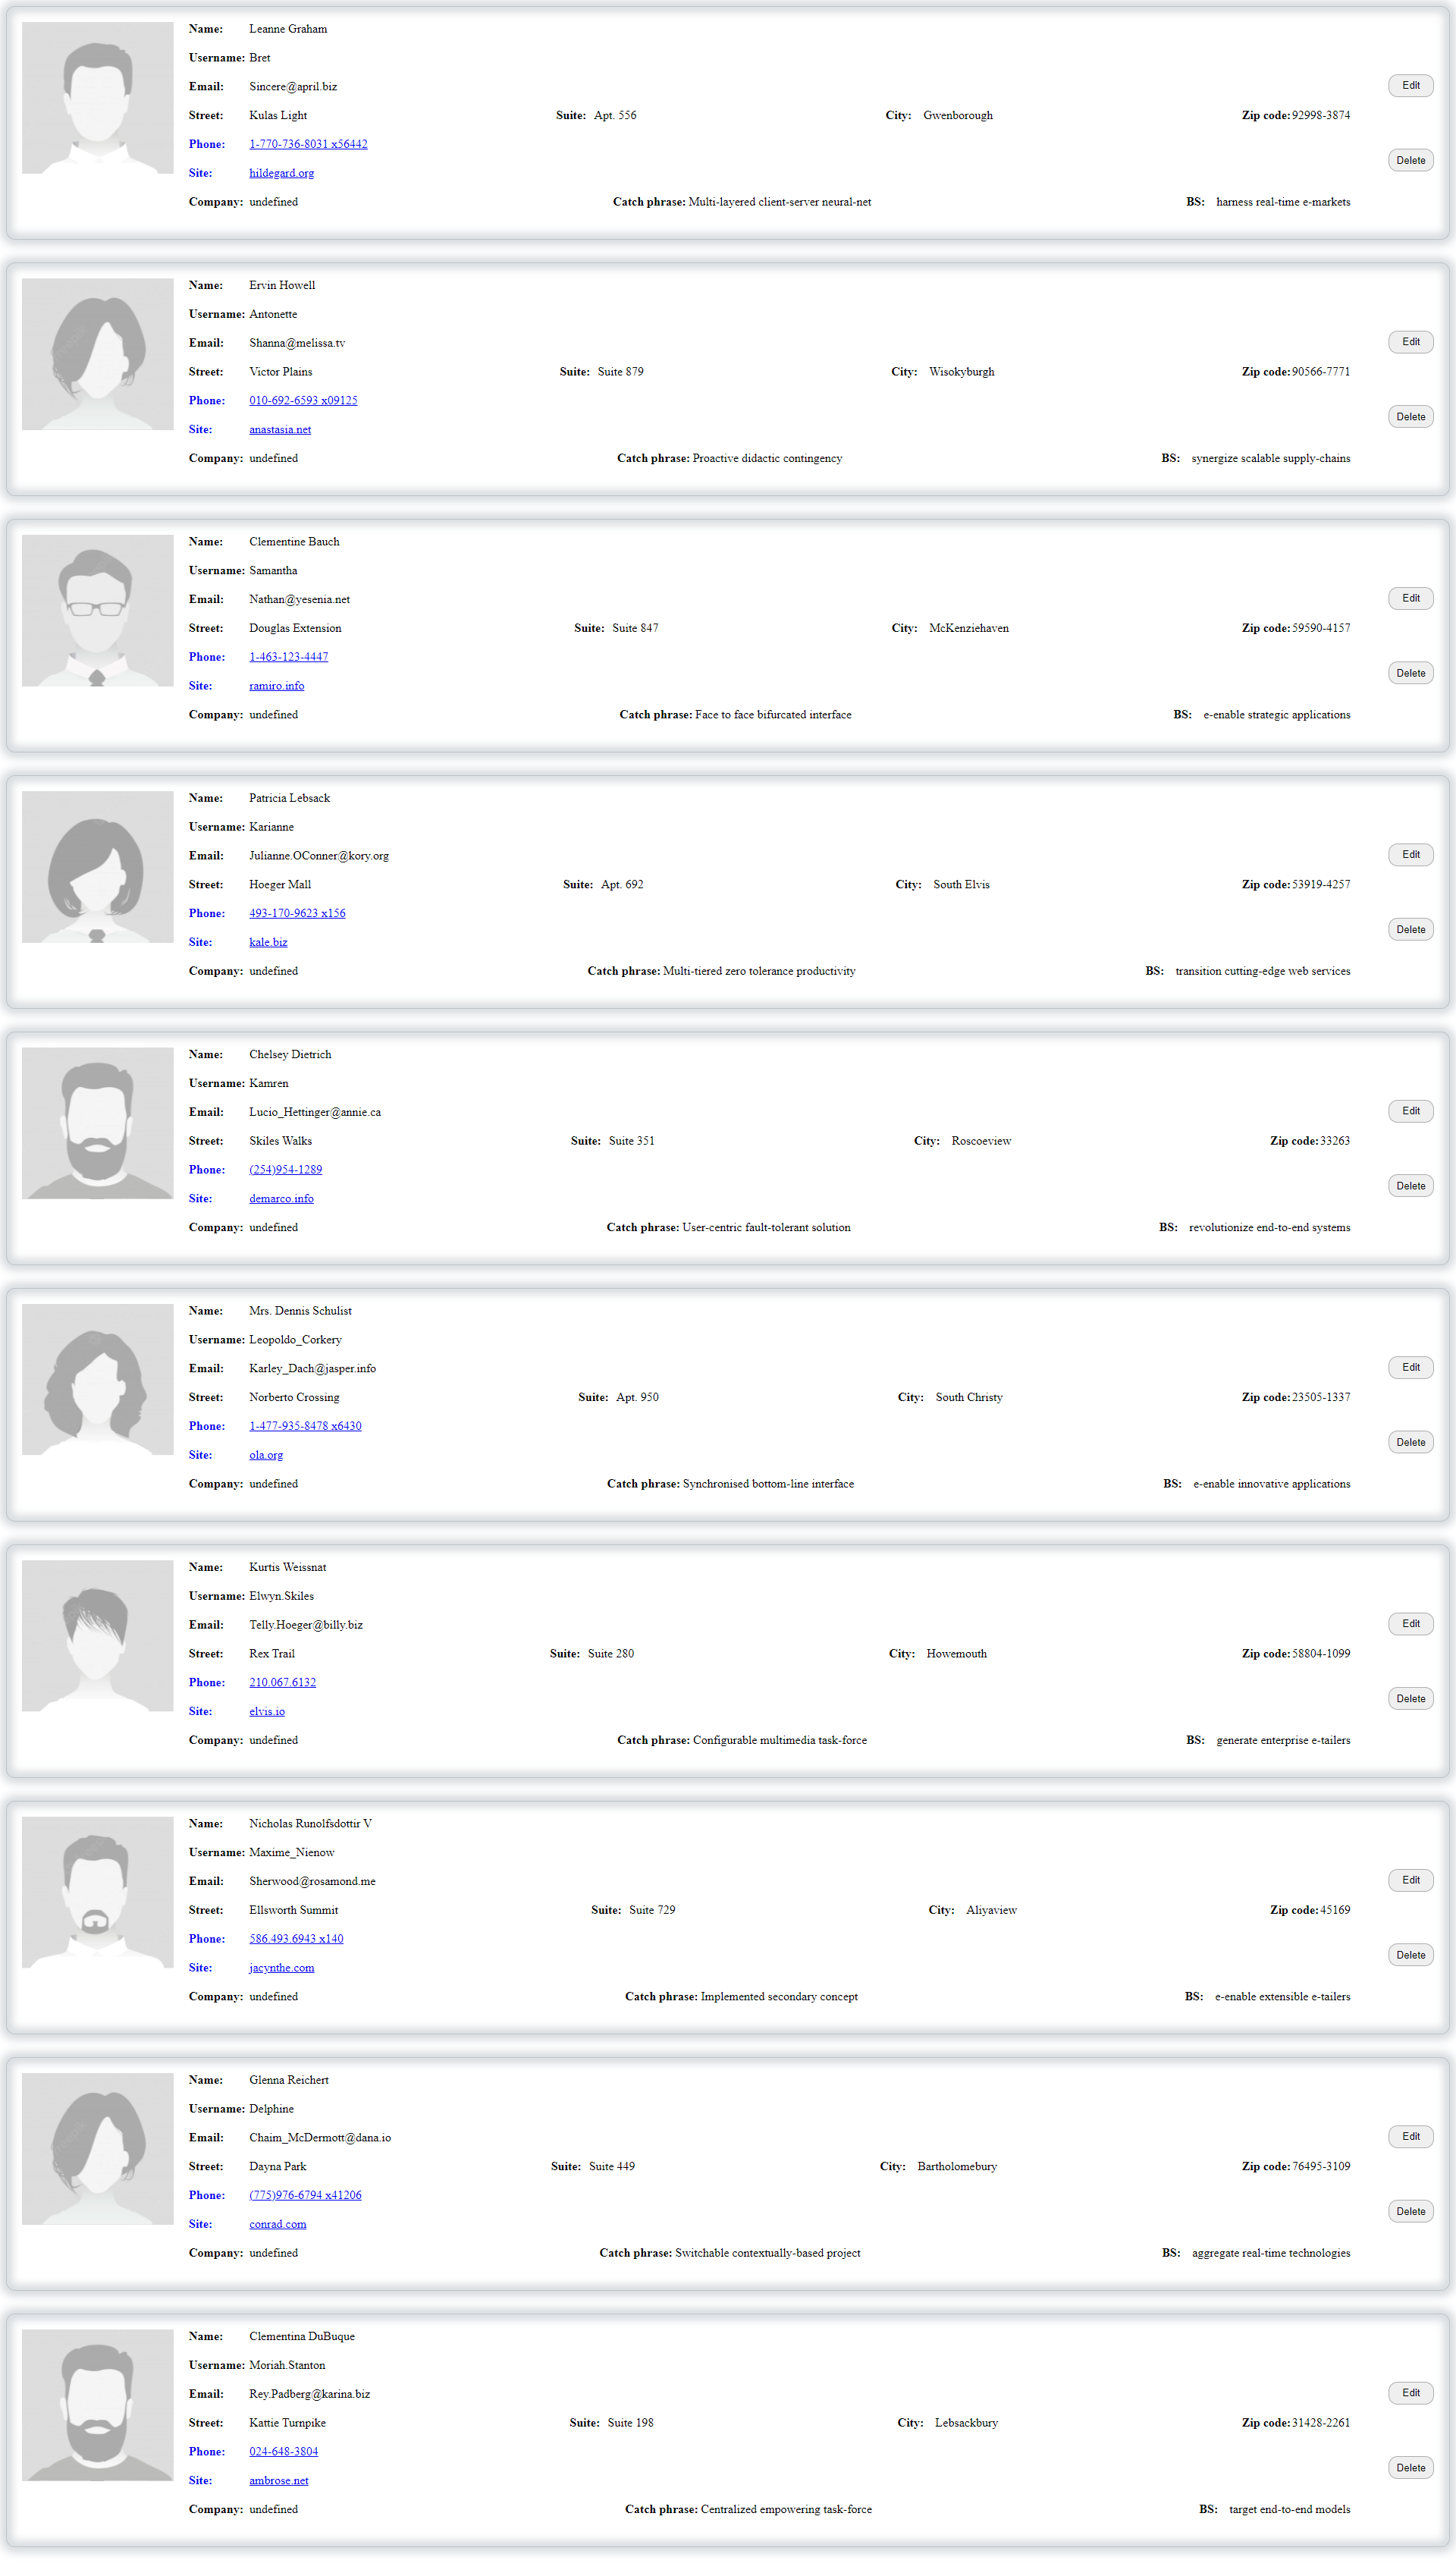 Name: Leanne Graham
Username: Bret
Email: Sincere@april.biz
Edit
Street: Kulas Light Suite: Apt. 556 City: Gwenborough Zip code: 92998-3874
Phone: 1-770-736-8031 x56442
Delete
Site: hildegard.org
Company: undefined Catch phrase: Multi-layered client-server neural-net BS: harness real-time e-markets
Name: Ervin Howell
Username: Antonette
Email: Shanna@melissa.tv
Edit
Street: Victor Plains Suite: Suite 879 City: Wisokyburgh Zip code: 90566-7771
Phone: 010-692-6593 x09125
Delete
Site: anastasia.net
Company: undefined Catch phrase: Proactive didactic contingency BS: synergize scalable supply-chains
Name: Clementine Bauch
Username: Samantha
Email: Nathan@yesenia.net
Edit
Street: Douglas Extension Suite: Suite 847 City: McKenziehaven Zip code: 59590-4157
Phone: 1-463-123-4447
Delete
Site: ramiro.info
Company: undefined Catch phrase: Face to face bifurcated interface BS: e-enable strategic applications
Name: Patricia Lebsack
Username: Karianne
Email: Julianne.OConner@kory.org
Edit
Street: Hoeger Mall Suite: Apt. 692 City: South Elvis Zip code: 53919-4257
Phone: 493-170-9623 x156
Delete
Site: kale.biz
Company: undefined Catch phrase: Multi-tiered zero tolerance productivity BS: transition cutting-edge web services
Name: Chelsey Dietrich
Username: Kamren
Email: Lucio_Hettinger@annie.ca
Edit
Street: Skiles Walks Suite: Suite 351 City: Roscoeview Zip code: 33263
Phone: (254)954-1289
Delete
Site: demarco.info
Company: undefined Catch phrase: User-centric fault-tolerant solution BS: revolutionize end-to-end systems
Name: Mrs. Dennis Schulist
Username: Leopoldo_Corkery
Email: Karley_Dach@jasper.info
Edit
Street: Norberto Crossing Suite: Apt. 950 City: South Christy Zip code: 23505-1337
Phone: 1-477-935-8478 x6430
Delete
Site: ola.org
Company: undefined Catch phrase: Synchronised bottom-line interface BS: e-enable innovative applications
Name: Kurtis Weissnat
Username: Elwyn.Skiles
Email: Telly.Hoeger@billy.biz
Edit
Street: Rex Trail Suite: Suite 280 City: Howemouth Zip code: 58804-1099
Phone: 210.067.6132
Delete
Site: elvis.io
Company: undefined Catch phrase: Configurable multimedia task-force BS: generate enterprise e-tailers
Name: Nicholas Runolfsdottir V
Username: Maxime_Nienow
Email: Sherwood@rosamond.me
Edit
Street: Ellsworth Summit Suite: Suite 729 City: Aliyaview Zip code: 45169
Phone: 586.493.6943 x140
Delete
Site: jacynthe.com
Company: undefined Catch phrase: Implemented secondary concept BS: e-enable extensible e-tailers
Name: Glenna Reichert
Username: Delphine
Email: Chaim_McDermott@dana.io
Edit
Street: Dayna Park Suite: Suite 449 City: Bartholomebury Zip code: 76495-3109
Phone: (775)976-6794 x41206
Delete
Site: conrad.com
Company: undefined Catch phrase: Switchable contextually-based project BS: aggregate real-time technologies
Name: Clementina DuBuque
Username: Moriah.Stanton
Email: Rey.Padberg@karina.biz
Edit
Street: Kattie Turnpike Suite: Suite 198 City: Lebsackbury Zip code: 31428-2261
Phone: 024-648-3804
Delete
Site: ambrose.net
Company: undefined Catch phrase: Centralized empowering task-force BS: target end-to-end models